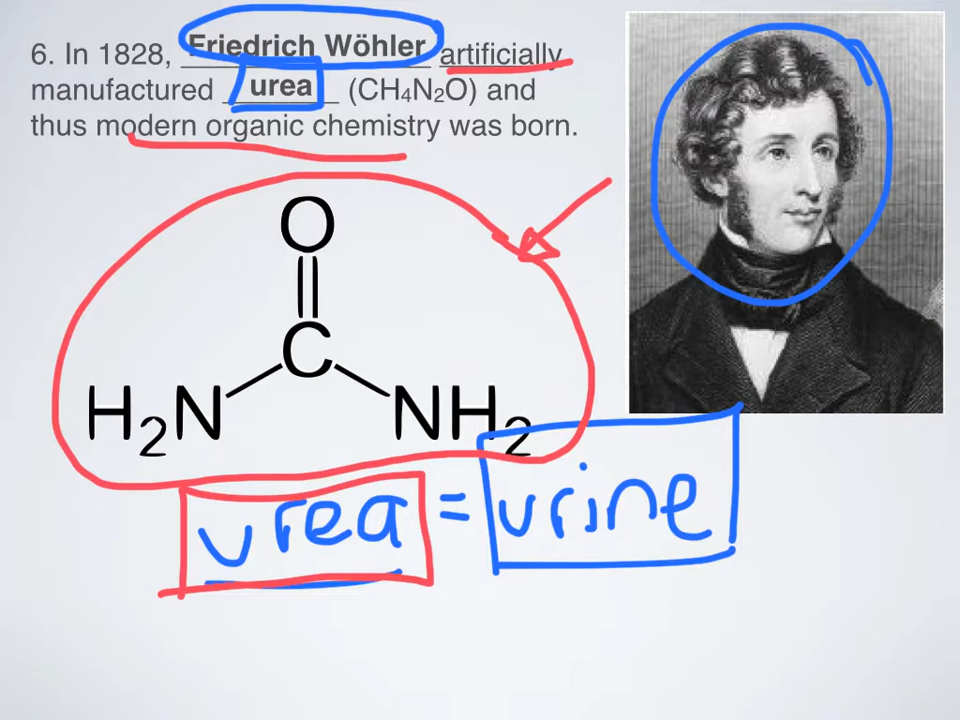 6. In 1828, Friedrich Wöhler artificially
manufactured urea (CH₄N₂O) and
thus modern organic chemistry was born.
O
C
H₂N NH₂
urea = urine